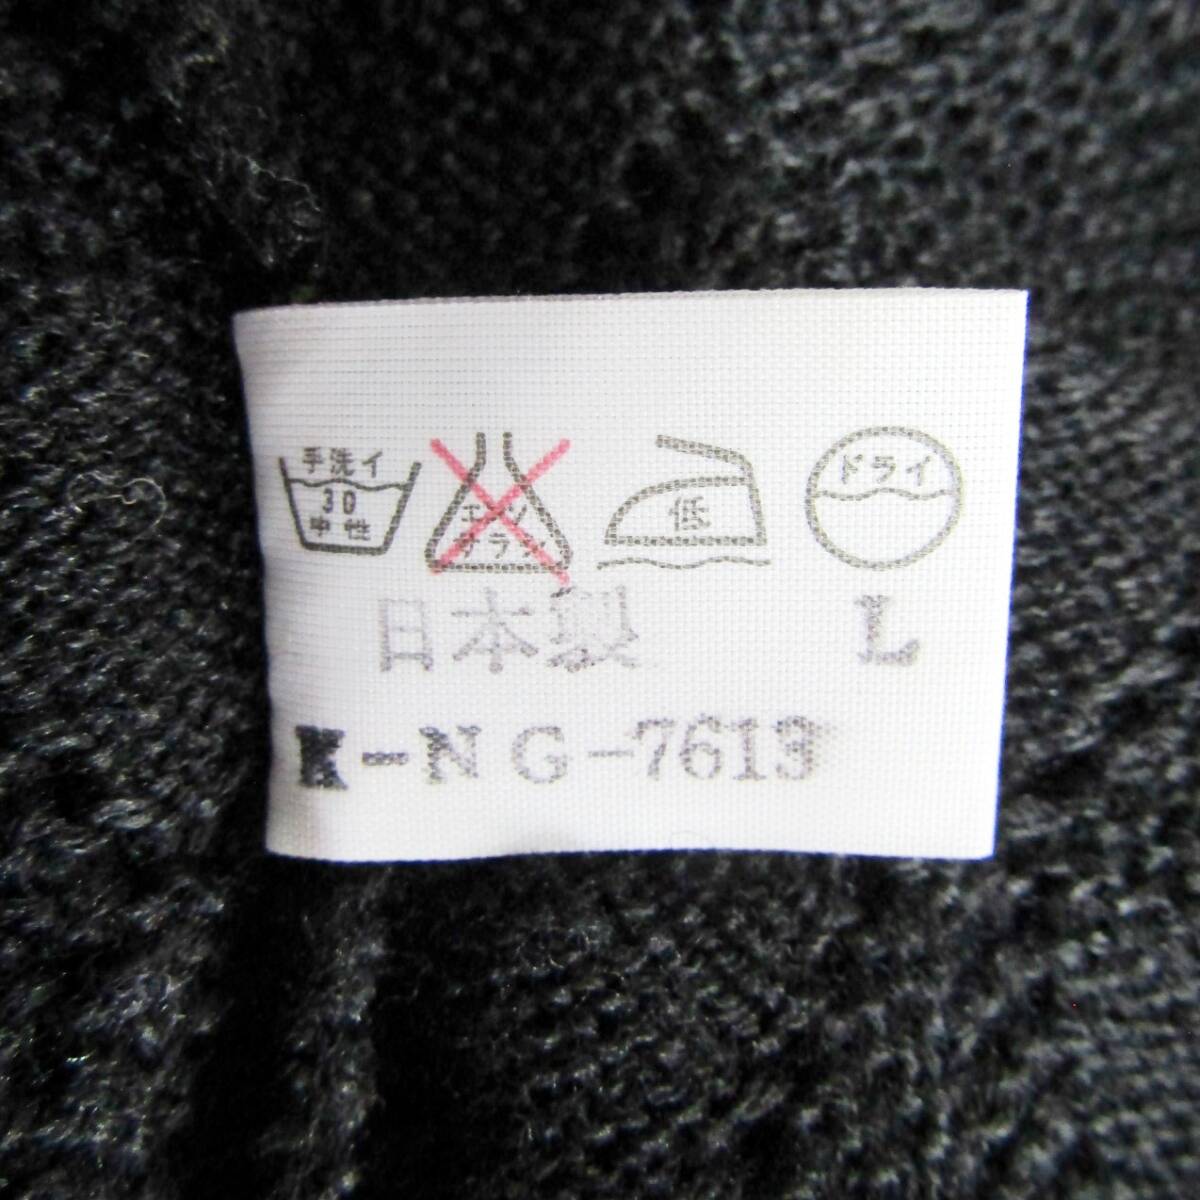 手洗イ
30
中性
エンソ
サラシ
低
ドライ
日本製 L
K-NG-7613